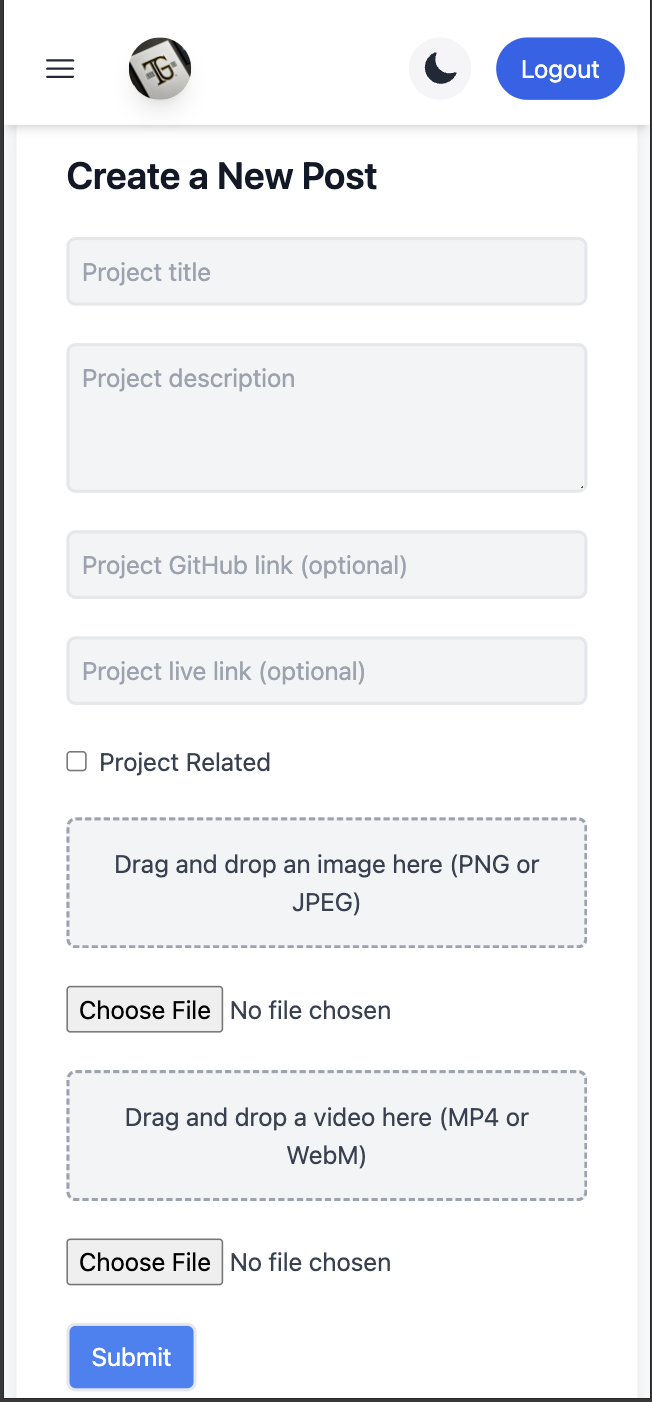 Logout
Create a New Post
Project title
Project description
Project GitHub link (optional)
Project live link (optional)
Project Related
Drag and drop an image here (PNG or
JPEG)
Choose File No file chosen
Drag and drop a video here (MP4 or
WebM)
Choose File No file chosen
Submit